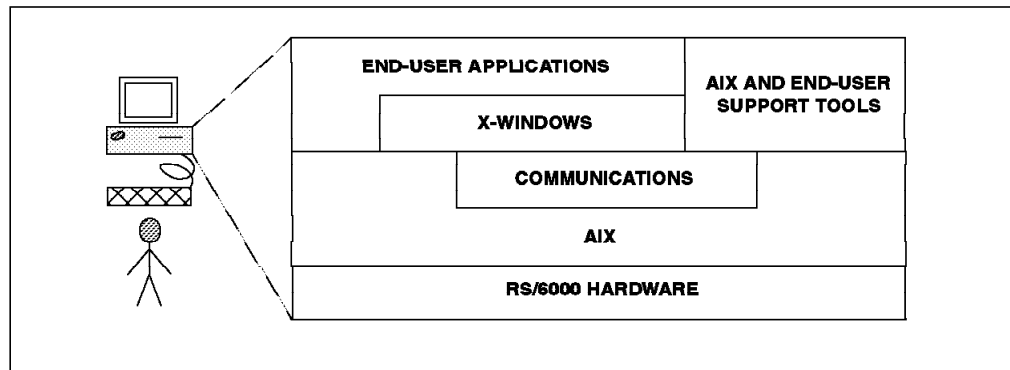 END-USER APPLICATIONS
AIX AND END-USER
SUPPORT TOOLS
X-WINDOWS
COMMUNICATIONS
AIX
RS/6000 HARDWARE